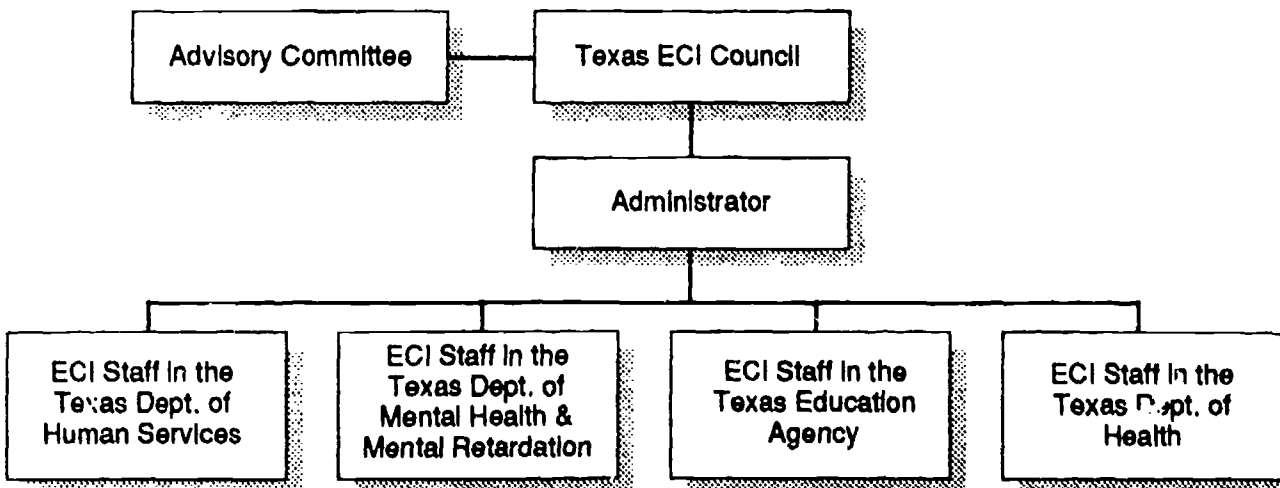 Advisory Committee
Texas ECI Council
Administrator
ECI Staff in the
Texas Dept. of
Human Services
ECI Staff in the
Texas Dept. of
Mental Health &
Mental Retardation
ECI Staff in the
Texas Education
Agency
ECI Staff in the
Texas Dept. of
Health